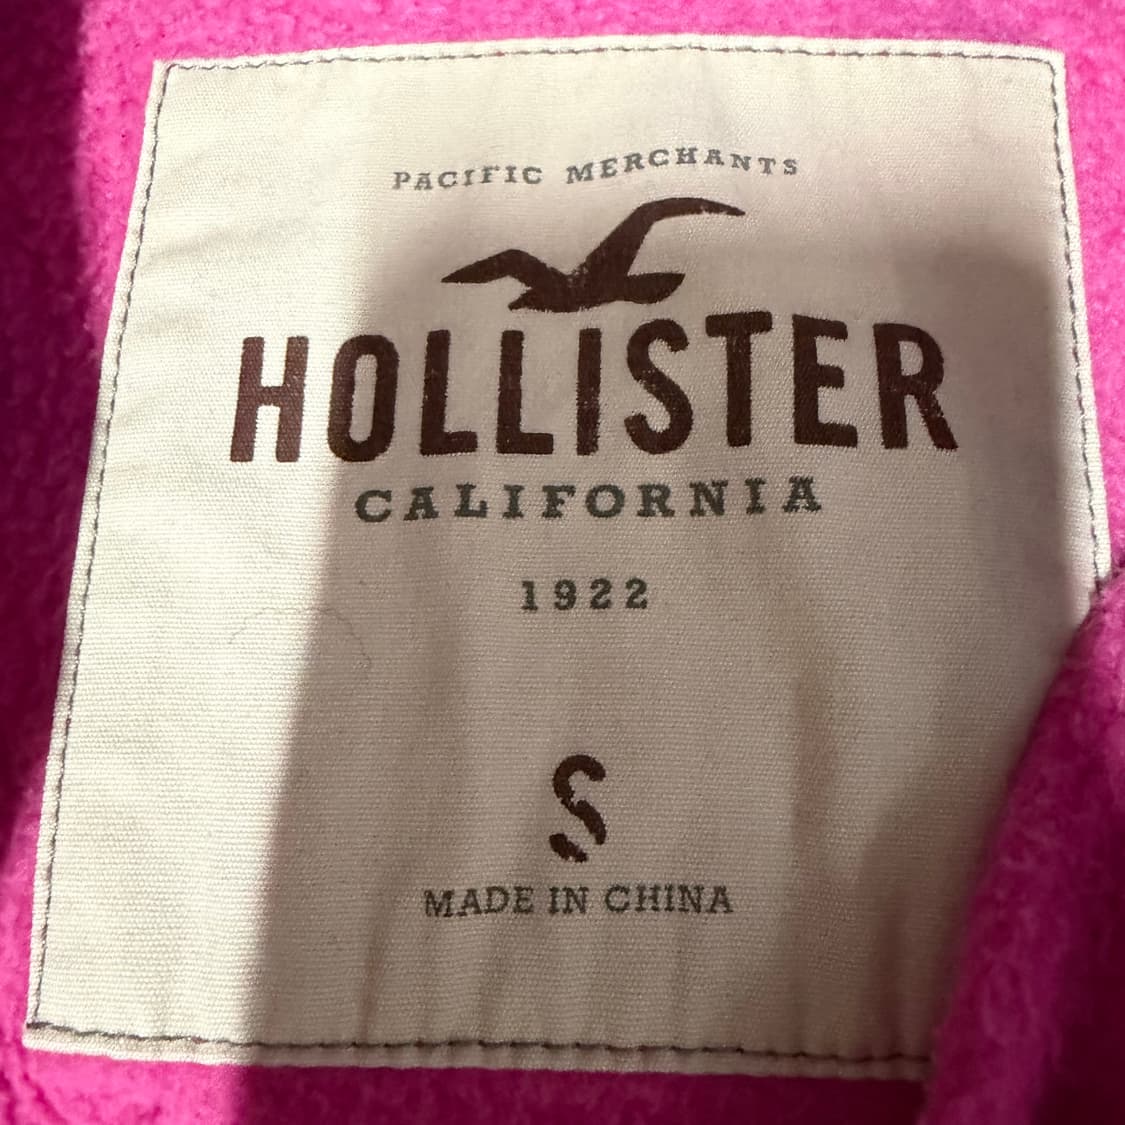 PACIFIC MERCHANTS
HOLLISTER
CALIFORNIA
1922
S
MADE IN CHINA